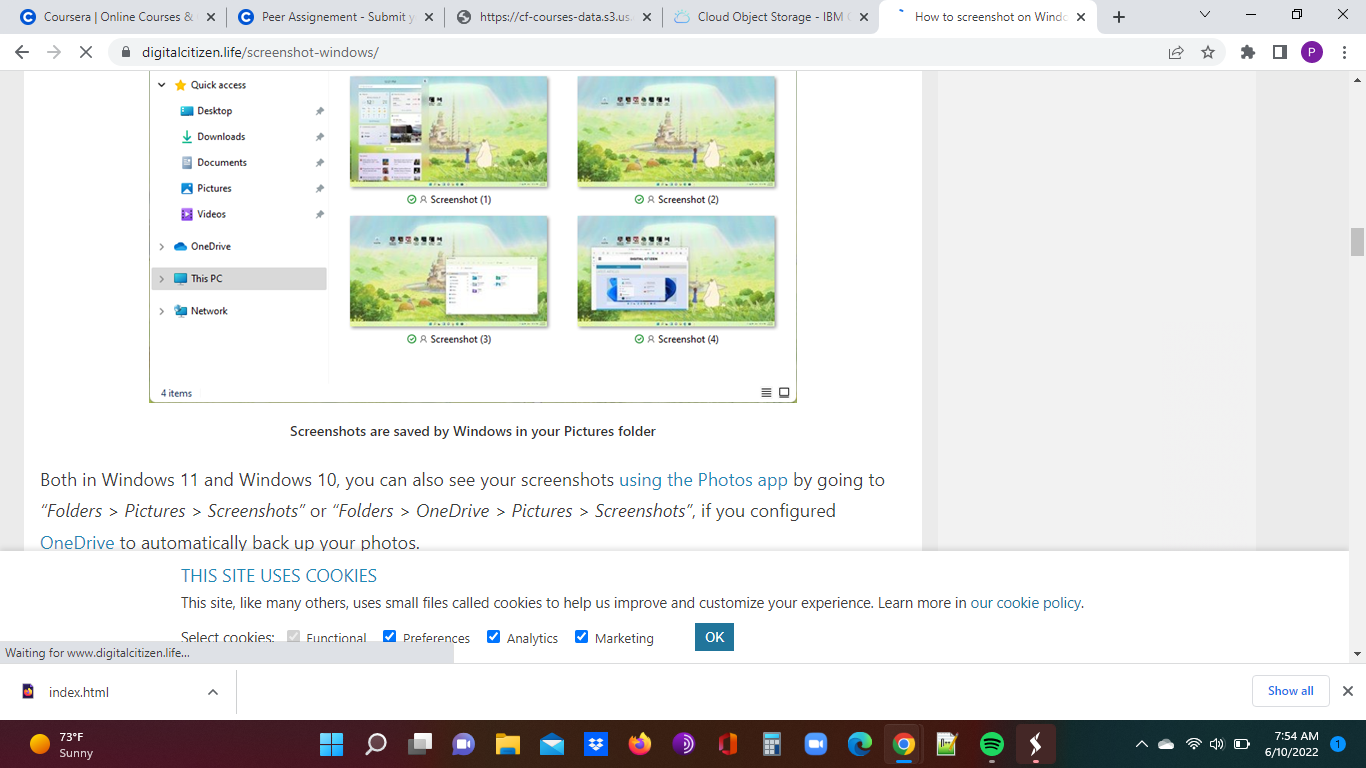 Coursera | Online Courses &
Peer Assignement - Submit y
https://cf-courses-data.s3.us
Cloud Object Storage - IBM
How to screenshot on Windo
digitalcitizen.life/screenshot-windows/
P
Quick access
Desktop
Downloads
Documents
Pictures
Videos
OneDrive
This PC
Network
Screenshot (1)
Screenshot (2)
DIGITAL CITIZEN
Screenshot (3)
Screenshot (4)
4 items
Screenshots are saved by Windows in your Pictures folder
Both in Windows 11 and Windows 10, you can also see your screenshots using the Photos app by going to
“Folders > Pictures > Screenshots” or “Folders > OneDrive > Pictures > Screenshots”, if you configured
OneDrive to automatically back up your photos.
THIS SITE USES COOKIES
This site, like many others, uses small files called cookies to help us improve and customize your experience. Learn more in our cookie policy.
Select cookies: Functional Preferences Analytics Marketing OK
Waiting for www.digitalcitizen.life...
index.html
Show all
73°F
Sunny
7:54 AM
6/10/2022
1